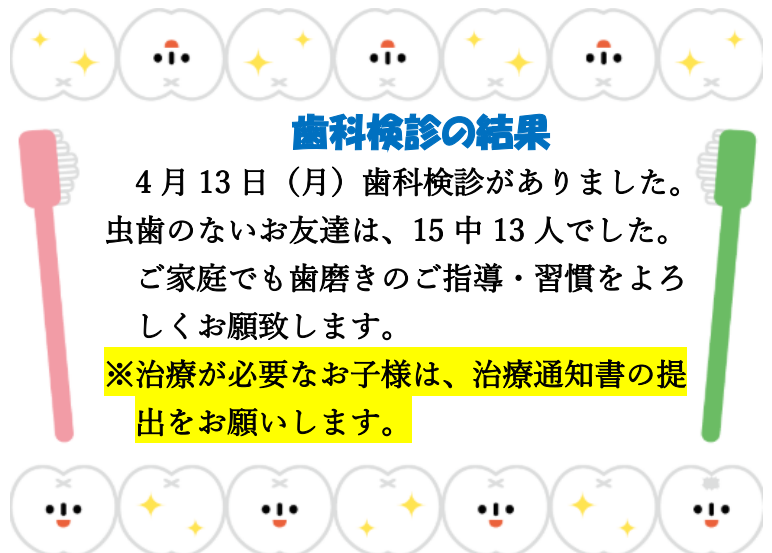 歯科検診の結果
4月13日（月）歯科検診がありました。
虫歯のないお友達は、15中13人でした。
ご家庭でも歯磨きのご指導・習慣をよろ
しくお願致します。
※治療が必要なお子様は、治療通知書の提
出をお願いします。